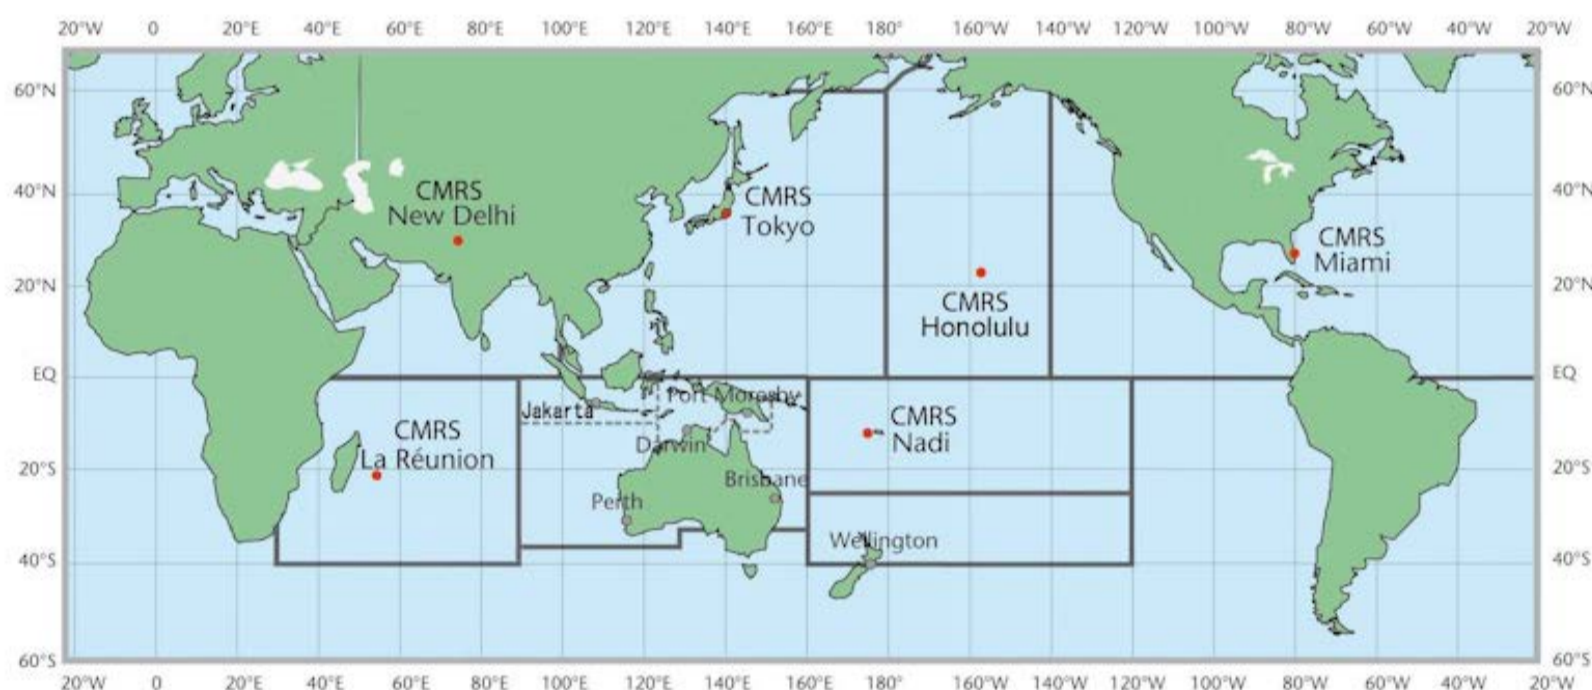 20°W 0 20°E 40°E 60°E 80°E 100°E 120°E 140°E 160°E 180° 160°W 140°W 120°W 100°W 80°W 60°W 40°W 20°W
60°N 60°N
CMRS
New Delhi
40°N 40°N
CMRS
Tokyo
CMRS
Miami
20°N 20°N
CMRS
Honolulu
EQ EQ
Port Moresby
Jakarta
CMRS
Nadi
CMRS
La Réunion
Darwin
20°S 20°S
Brisbane
Perth
Wellington
40°S 40°S
60°S 60°S
20°W 0 20°E 40°E 60°E 80°E 100°E 120°E 140°E 160°E 180° 160°W 140°W 120°W 100°W 80°W 60°W 40°W 20°W